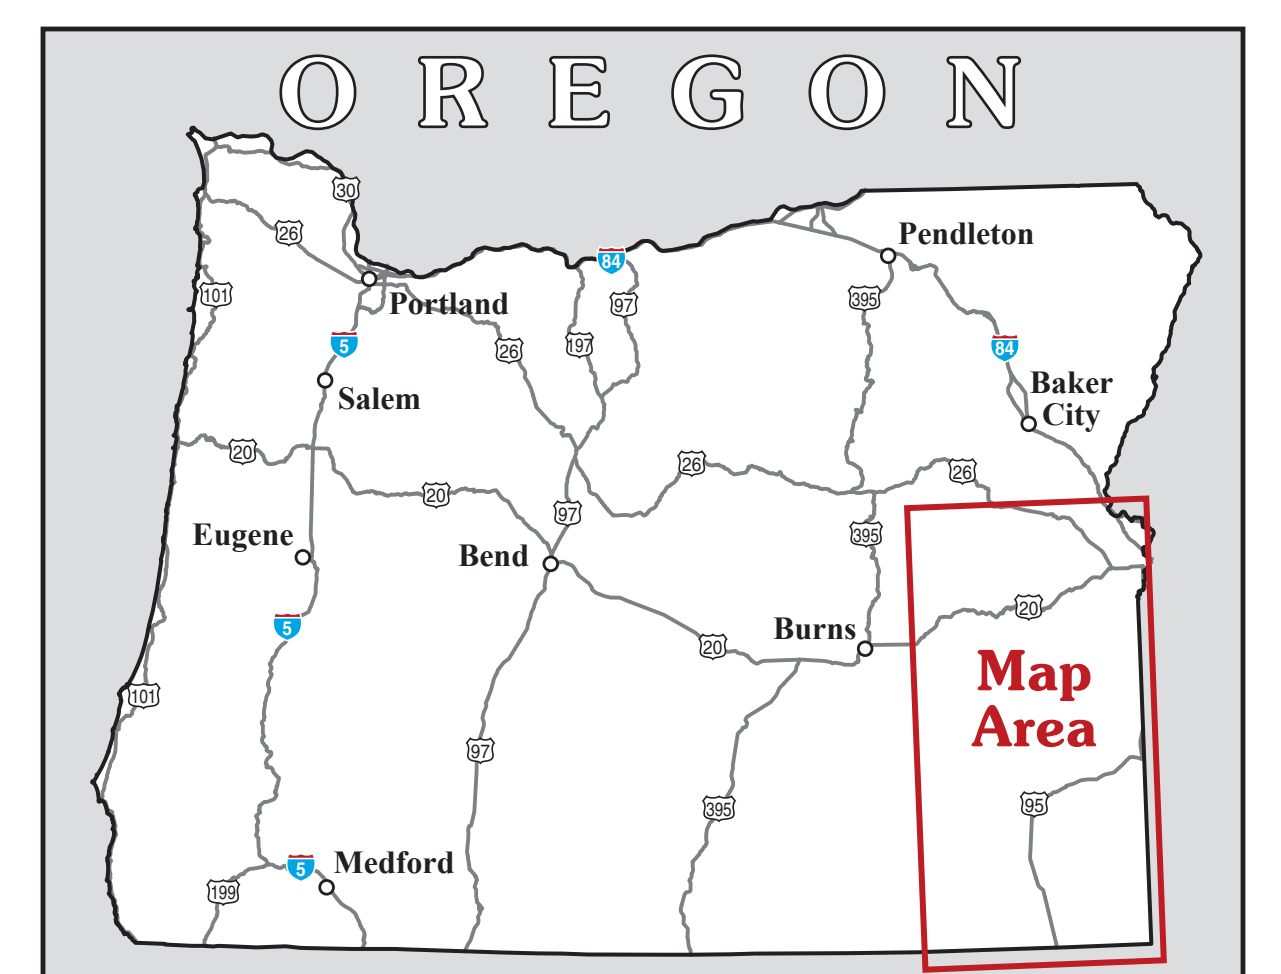 OREGON
30
26
Pendleton
84
101
395
Portland
97
5
197
26
84
Baker
City
Salem
20
26
26
20
97
395
Eugene
Bend
20
5
Burns
20
Map
Area
101
97
95
395
5
Medford
199